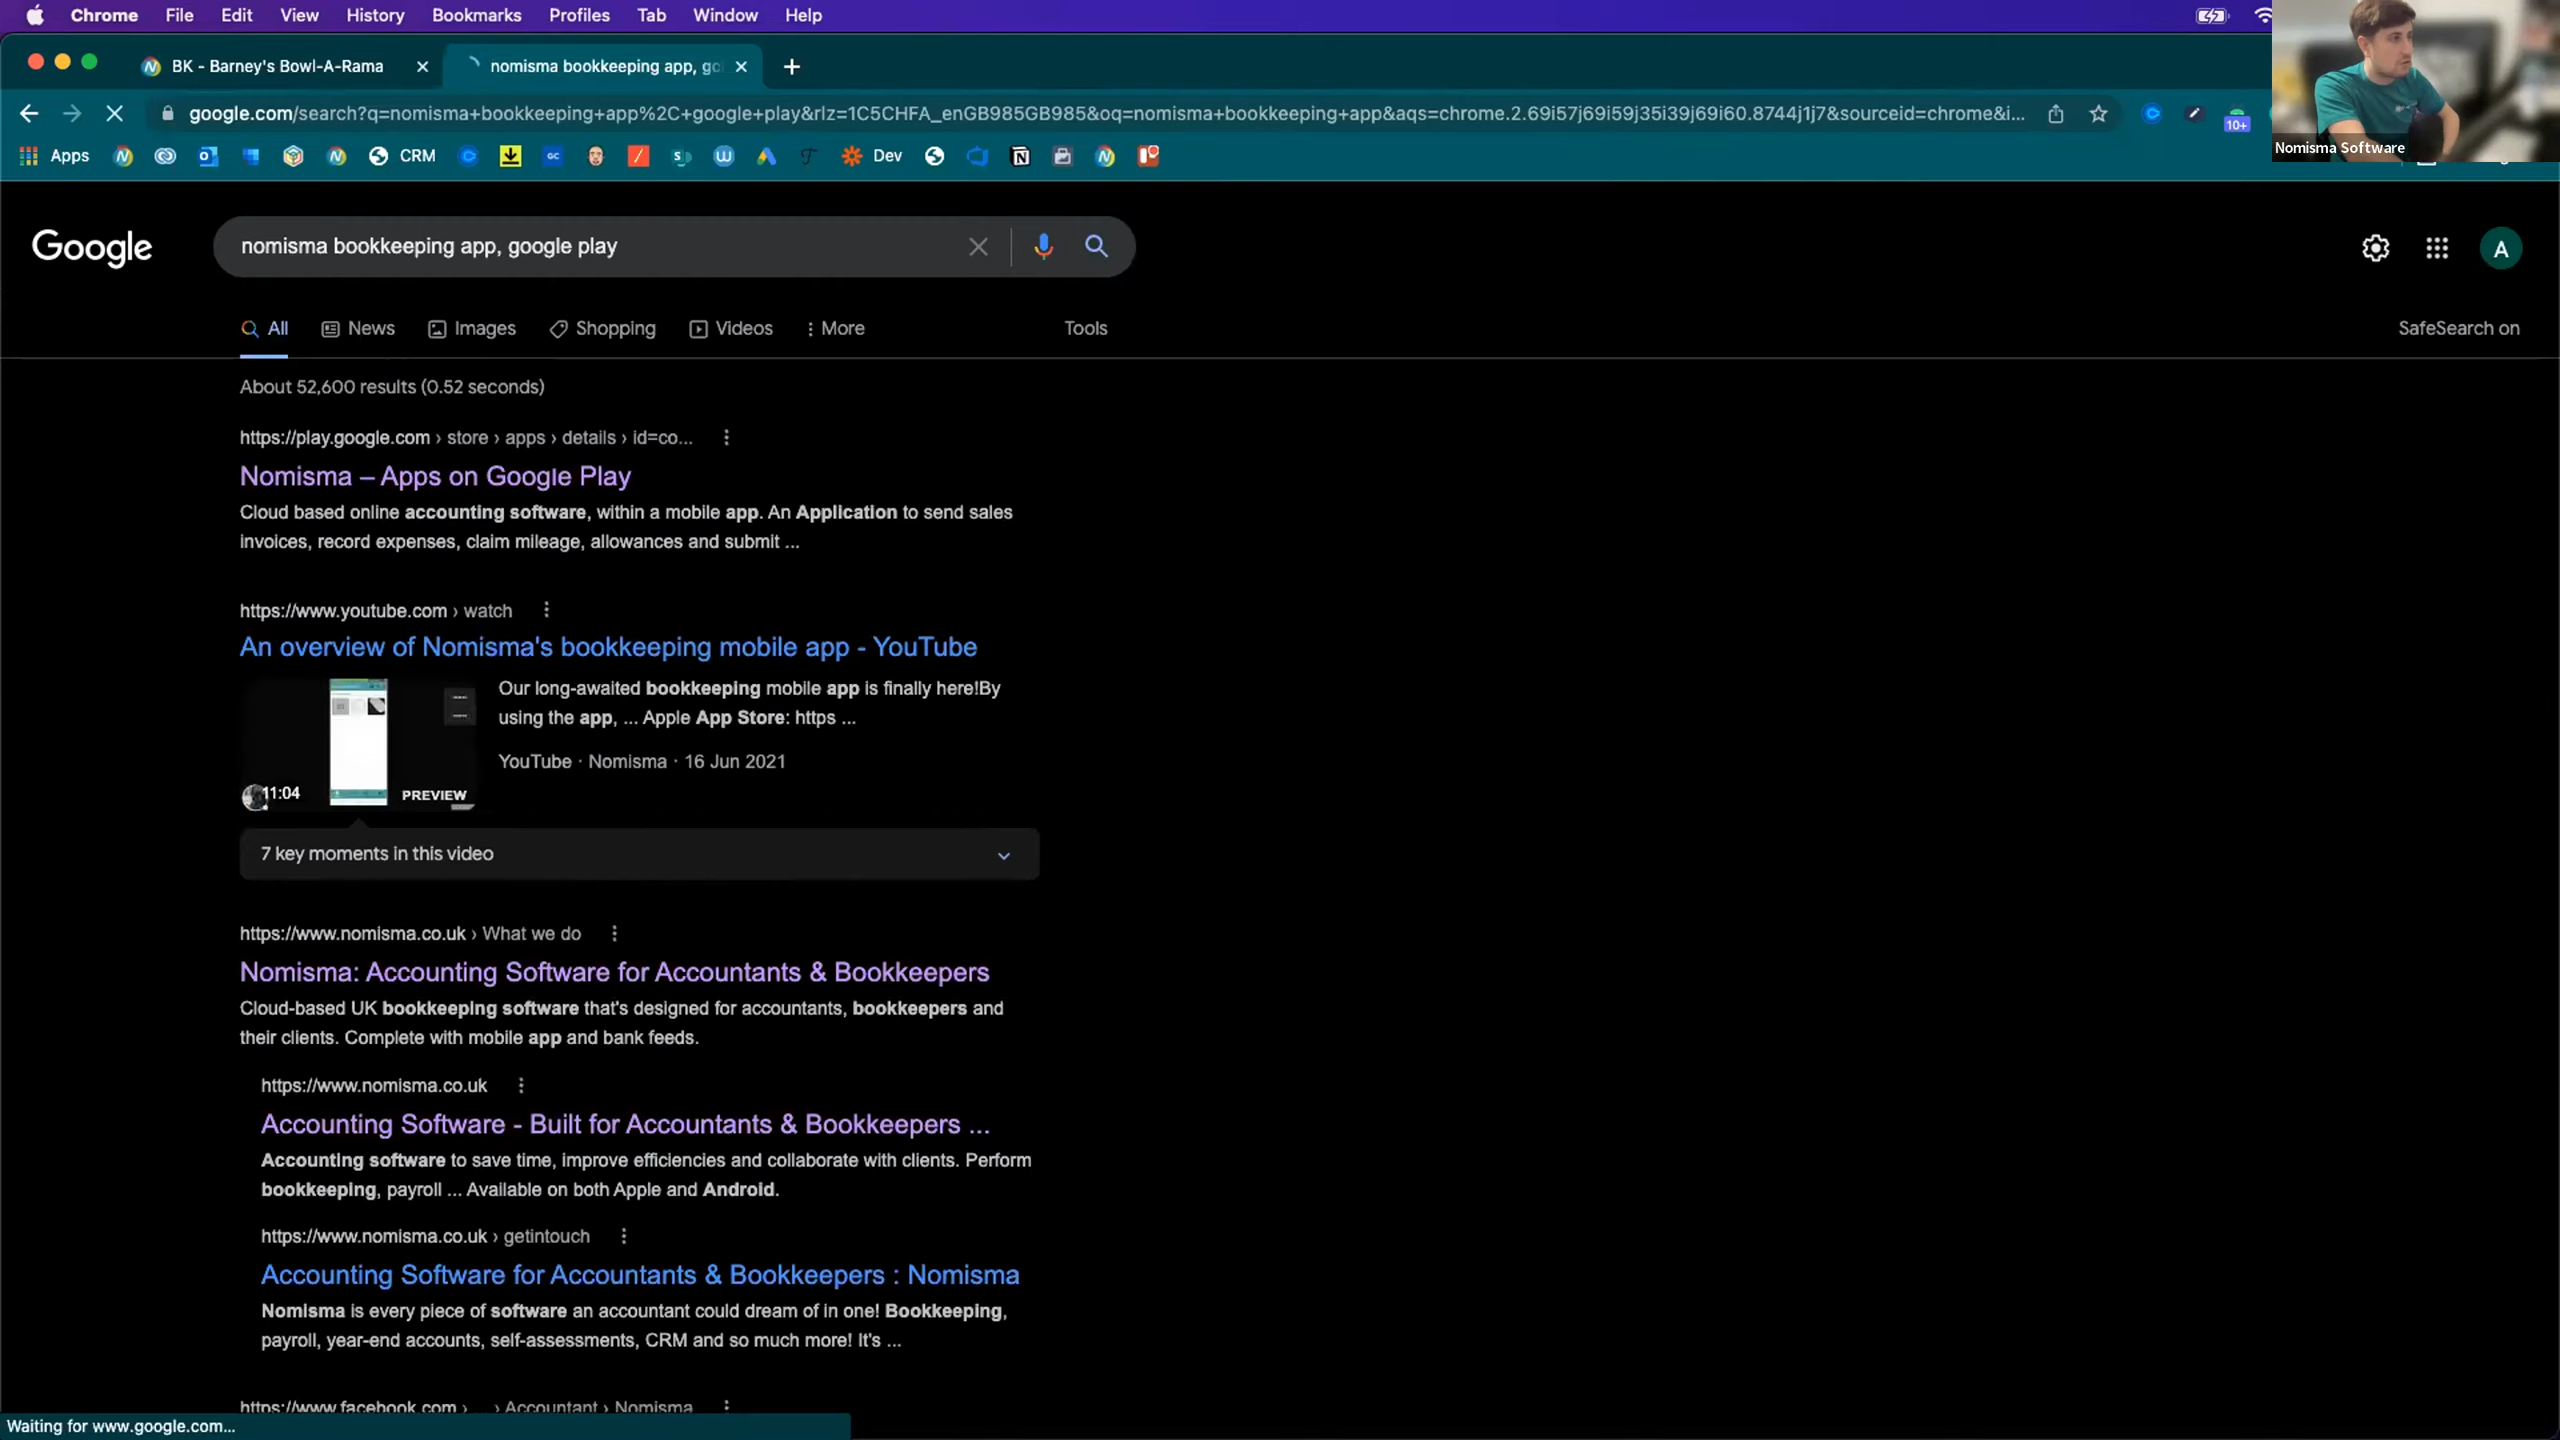 Chrome File Edit View History Bookmarks Profiles Tab Window Help
BK - Barney's Bowl-A-Rama
nomisma bookkeeping app, go
google.com/search?q=nomisma+bookkeeping+app%2C+google+play&rlz=1C5CHFA_enGB985GB985&oq=nomisma+bookkeeping+app&aqs=chrome.2.69i57j69i59j35i39j69i60.8744j1j7&sourceid=chrome&i...
10+
Apps CRM GC Dev
Nomisma Software
Google
nomisma bookkeeping app, google play
A
All News Images Shopping Videos More Tools SafeSearch on
About 52,600 results (0.52 seconds)
https://play.google.com › store › apps › details › id=co...
Nomisma – Apps on Google Play
Cloud based online accounting software, within a mobile app. An Application to send sales
invoices, record expenses, claim mileage, allowances and submit ...
https://www.youtube.com › watch
An overview of Nomisma's bookkeeping mobile app - YouTube
Our long-awaited bookkeeping mobile app is finally here!By
using the app, ... Apple App Store: https ...
YouTube · Nomisma · 16 Jun 2021
11:04
PREVIEW
7 key moments in this video
https://www.nomisma.co.uk › What we do
Nomisma: Accounting Software for Accountants & Bookkeepers
Cloud-based UK bookkeeping software that's designed for accountants, bookkeepers and
their clients. Complete with mobile app and bank feeds.
https://www.nomisma.co.uk
Accounting Software - Built for Accountants & Bookkeepers ...
Accounting software to save time, improve efficiencies and collaborate with clients. Perform
bookkeeping, payroll ... Available on both Apple and Android.
https://www.nomisma.co.uk › getintouch
Accounting Software for Accountants & Bookkeepers : Nomisma
Nomisma is every piece of software an accountant could dream of in one! Bookkeeping,
payroll, year-end accounts, self-assessments, CRM and so much more! It's ...
https://www.facebook.com › ... › Accountant › Nomisma
Waiting for www.google.com...